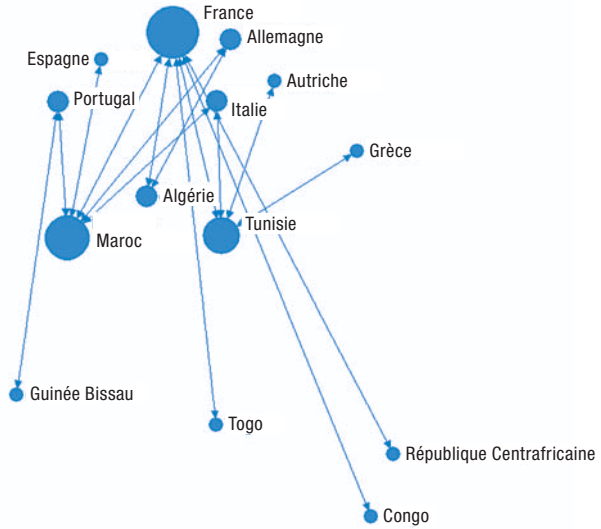 France
Allemagne
Espagne
Autriche
Portugal
Italie
Grèce
Algérie
Tunisie
Maroc
Guinée Bissau
Togo
République Centrafricaine
Congo